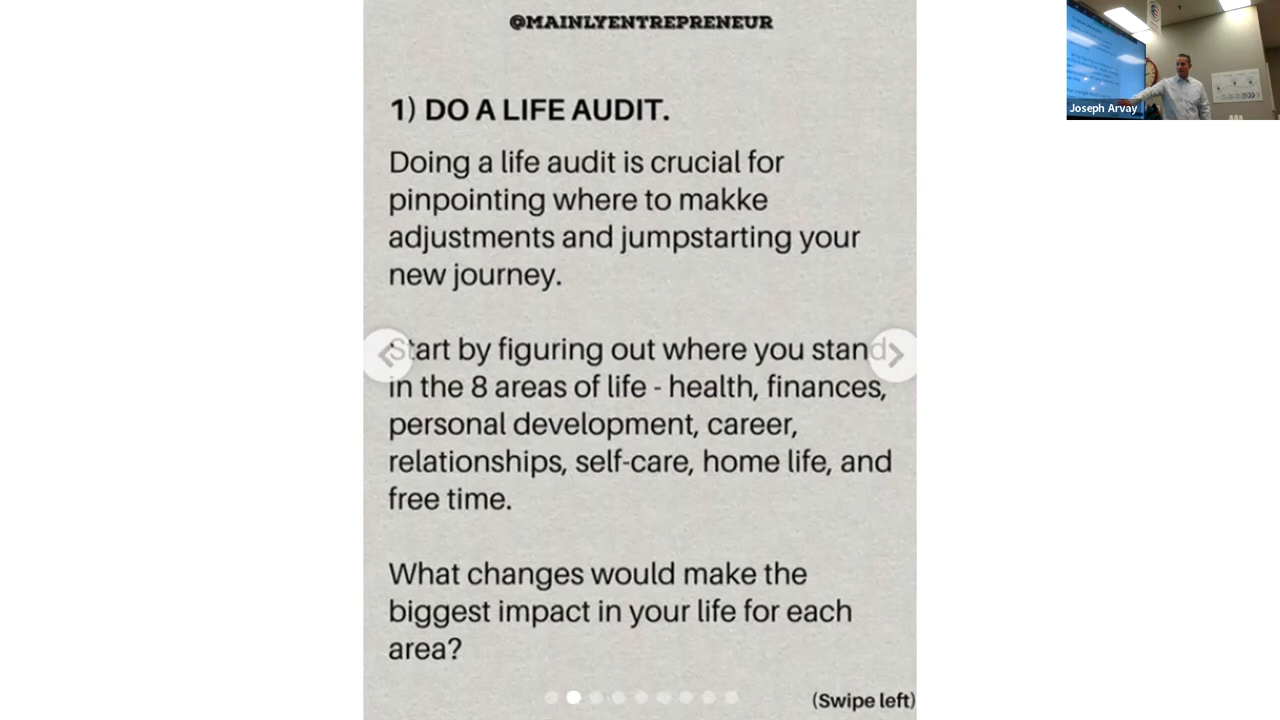 @MAINLYENTREPRENEUR
1) DO A LIFE AUDIT.
Doing a life audit is crucial for
pinpointing where to makke
adjustments and jumpstarting your
new journey.
Start by figuring out where you stand
in the 8 areas of life - health, finances,
personal development, career,
relationships, self-care, home life, and
free time.
What changes would make the
biggest impact in your life for each
area?
(Swipe left)
Joseph Arvay